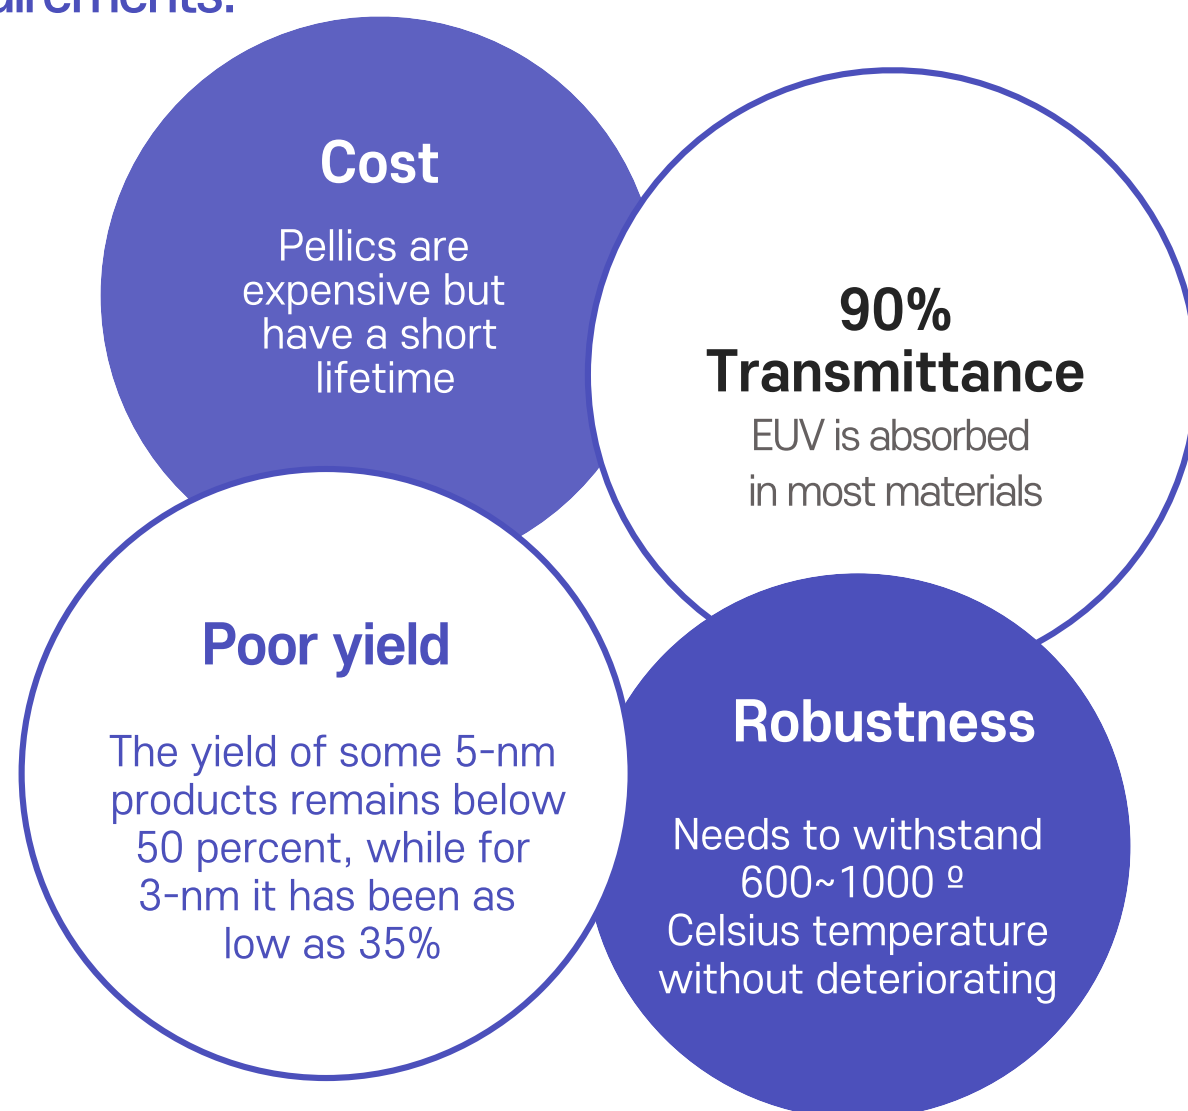 Cost
Pellics are
expensive but
have a short
lifetime
90%
Transmittance
EUV is absorbed
in most materials
Poor yield
The yield of some 5-nm
products remains below
50 percent, while for
3-nm it has been as
low as 35%
Robustness
Needs to withstand
600~1000 º
Celsius temperature
without deteriorating